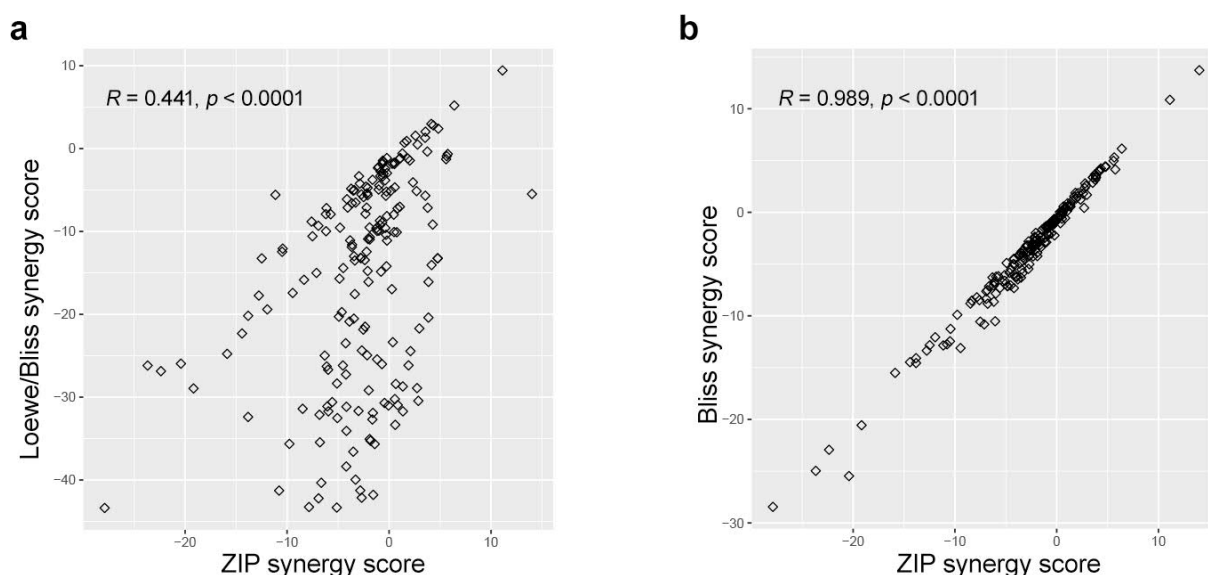 a
R = 0.441, p < 0.0001
Loewe/Bliss synergy score
10
0
−10
−20
−30
−40
−20
−10
0
10
ZIP synergy score
b
R = 0.989, p < 0.0001
Bliss synergy score
10
0
−10
−20
−30
−20
−10
0
10
ZIP synergy score